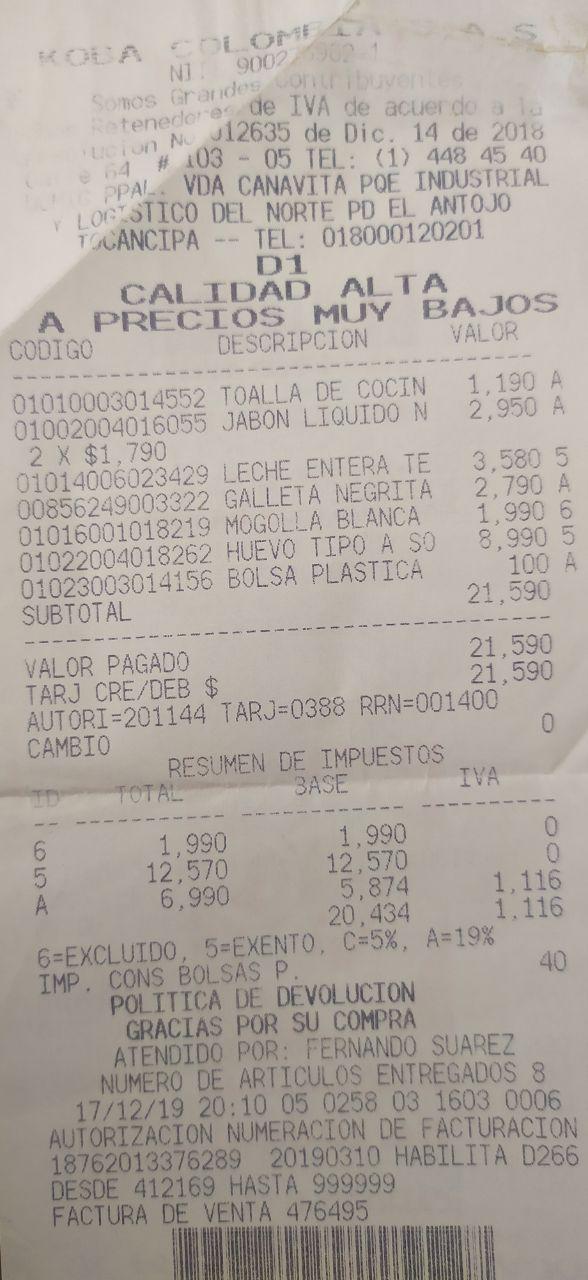 KOBA COLOMBIA S A S
NI 900276962-1
Somos Grandes Contribuyentes
Retenedores de IVA de acuerdo a la
012635 de Dic. 14 de 2018
64 # 103 - 05 TEL: (1) 448 45 40
PPAL. VDA CANAVITA PQE INDUSTRIAL
Y LOGISTICO DEL NORTE PD EL ANTOJO
TOCANCIPA -- TEL: 018000120201
D1
CALIDAD ALTA
A PRECIOS MUY BAJOS
CODIGO DESCRIPCION VALOR
01010003014552 TOALLA DE COCIN 1,190 A
01002004016055 JABON LIQUIDO N 2,950 A
2 X $1,790
01014006023429 LECHE ENTERA TE 3,580 5
00856249003322 GALLETA NEGRITA 2,790 A
01016001018219 MOGOLLA BLANCA 1,990 6
01022004018262 HUEVO TIPO A SO 8,990 5
01023003014156 BOLSA PLASTICA 100 A
SUBTOTAL 21,590
VALOR PAGADO 21,590
TARJ CRE/DEB $ 21,590
AUTORI=201144 TARJ=0388 RRN=001400
CAMBIO 0
RESUMEN DE IMPUESTOS
ID TOTAL BASE IVA
6 1,990 1,990 0
5 12,570 12,570 0
A 6,990 5,874 1,116
20,434 1,116
6=EXCLUIDO, 5=EXENTO, C=5%, A=19%
IMP. CONS BOLSAS P. 40
POLITICA DE DEVOLUCION
GRACIAS POR SU COMPRA
ATENDIDO POR: FERNANDO SUAREZ
NUMERO DE ARTICULOS ENTREGADOS 8
17/12/19 20:10 05 0258 03 1603 0006
AUTORIZACION NUMERACION DE FACTURACION
18762013376289 20190310 HABILITA D266
DESDE 412169 HASTA 999999
FACTURA DE VENTA 476495